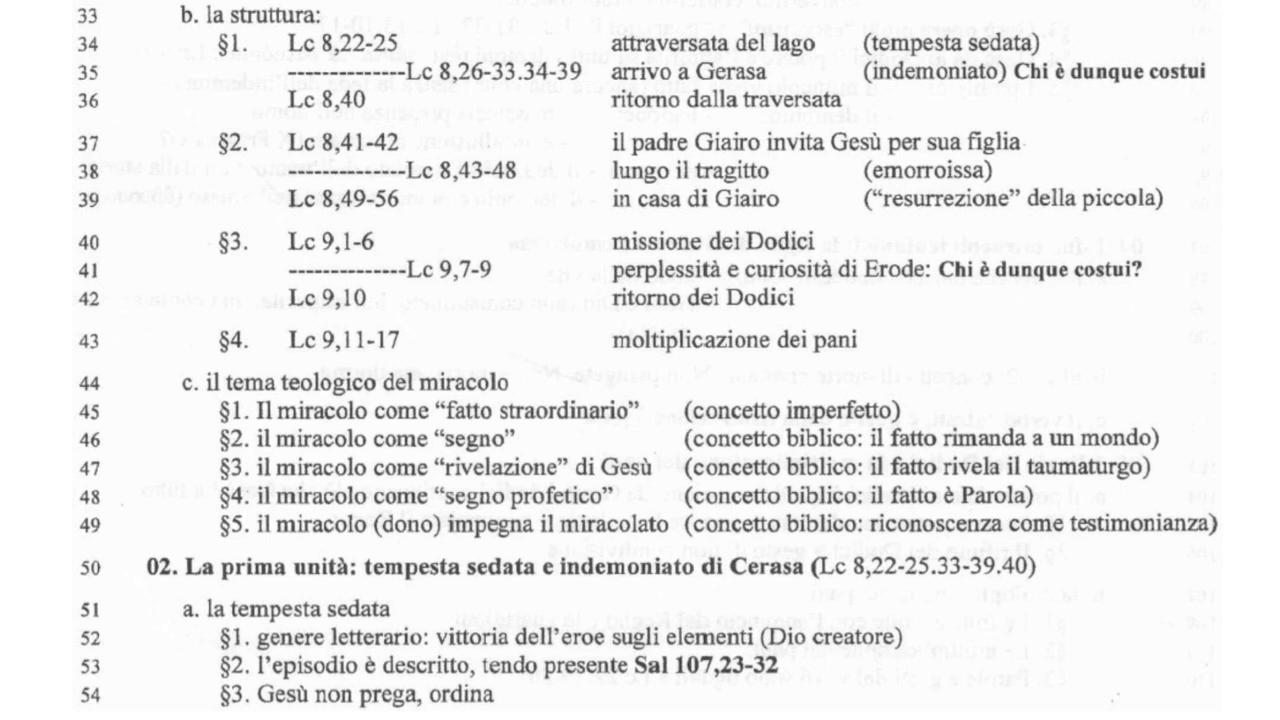 33 b. la struttura:
34 §1. Lc 8,22-25 attraversata del lago (tempesta sedata)
35 --------------Lc 8,26-33.34-39 arrivo a Gerasa (indemoniato) Chi è dunque costui
36 Lc 8,40 ritorno dalla traversata
37 §2. Lc 8,41-42 il padre Giairo invita Gesù per sua figlia
38 --------------Lc 8,43-48 lungo il tragitto (emorroissa)
39 Lc 8,49-56 in casa di Giairo ("resurrezione" della piccola)
40 §3. Lc 9,1-6 missione dei Dodici
41 --------------Lc 9,7-9 perplessità e curiosità di Erode: Chi è dunque costui?
42 Lc 9,10 ritorno dei Dodici
43 §4. Lc 9,11-17 moltiplicazione dei pani
44 c. il tema teologico del miracolo
45 §1. Il miracolo come "fatto straordinario" (concetto imperfetto)
46 §2. il miracolo come "segno" (concetto biblico: il fatto rimanda a un mondo)
47 §3. il miracolo come "rivelazione" di Gesù (concetto biblico: il fatto rivela il taumaturgo)
48 §4. il miracolo come "segno profetico" (concetto biblico: il fatto è Parola)
49 §5. il miracolo (dono) impegna il miracolato (concetto biblico: riconoscenza come testimonianza)
50 02. La prima unità: tempesta sedata e indemoniato di Cerasa (Lc 8,22-25.33-39.40)
51 a. la tempesta sedata
52 §1. genere letterario: vittoria dell'eroe sugli elementi (Dio creatore)
53 §2. l'episodio è descritto, tendo presente Sal 107,23-32
54 §3. Gesù non prega, ordina